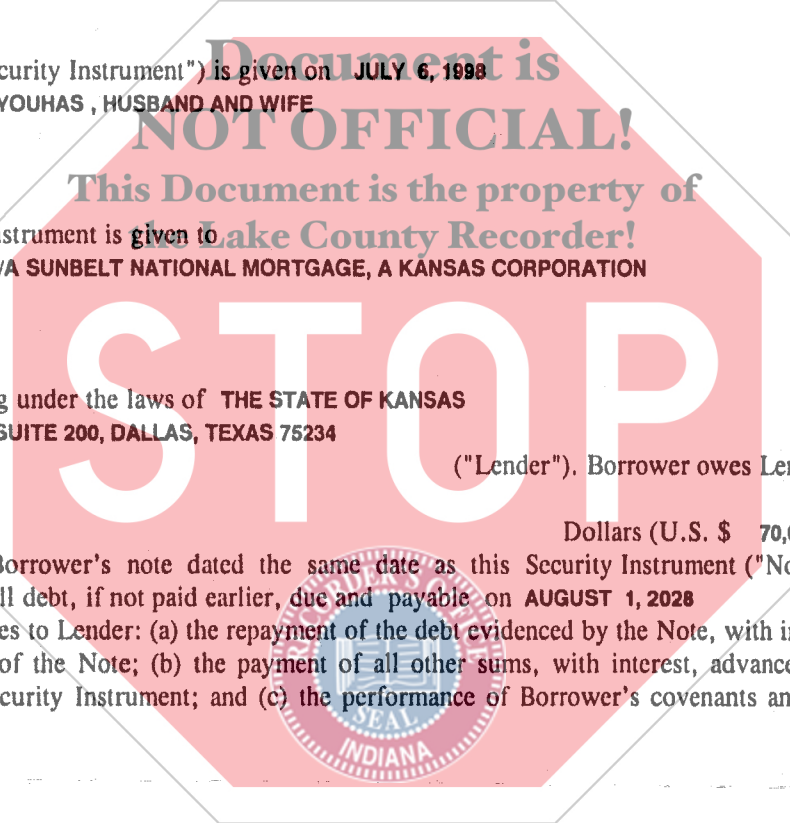 Document is
curity Instrument") is given on JULY 6, 1998
YOUHAS , HUSBAND AND WIFE
NOT OFFICIAL!
This Document is the property of
strument is given to
the Lake County Recorder!
/A SUNBELT NATIONAL MORTGAGE, A KANSAS CORPORATION
STOP
g under the laws of THE STATE OF KANSAS
SUITE 200, DALLAS, TEXAS 75234
("Lender"). Borrower owes Len
Dollars (U.S. $ 70,0
Borrower's note dated the same date as this Security Instrument ("No
ll debt, if not paid earlier, due and payable on AUGUST 1, 2028
es to Lender: (a) the repayment of the debt evidenced by the Note, with in
of the Note; (b) the payment of all other sums, with interest, advance
curity Instrument; and (c) the performance of Borrower's covenants an
RECORDER'S OFFICE
SEAL
INDIANA